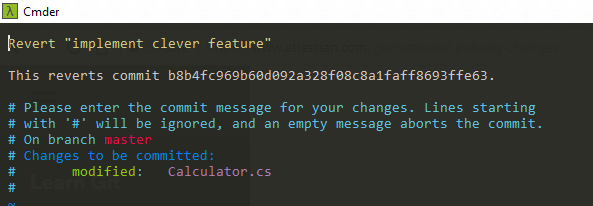 λ Cmder
Revert "implement clever feature"
This reverts commit b8b4fc969b60d092a328f08c8a1faff8693ffe63.
# Please enter the commit message for your changes. Lines starting
# with '#' will be ignored, and an empty message aborts the commit.
# On branch master
# Changes to be committed:
#       modified:   Calculator.cs
#
~